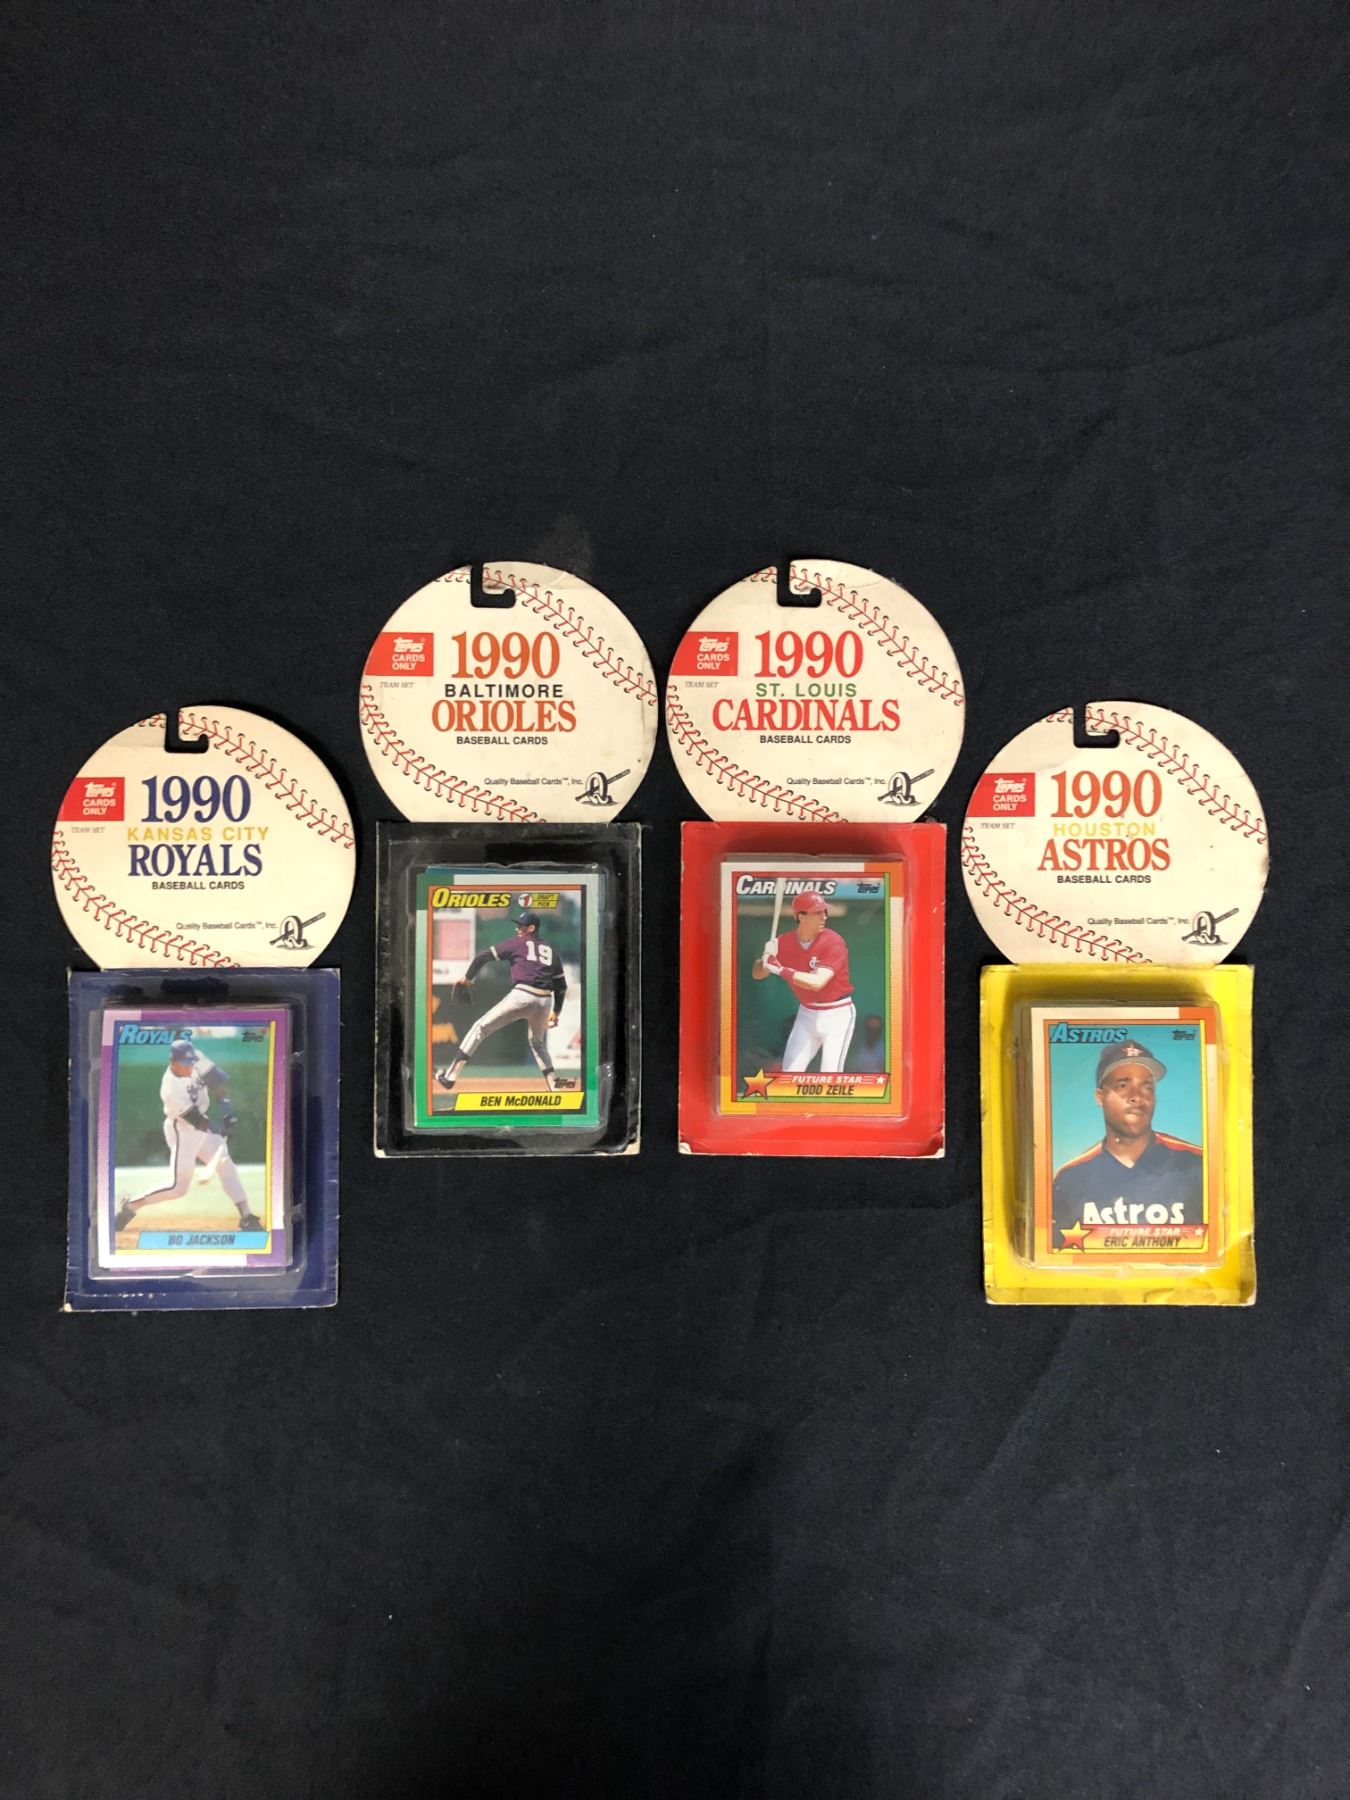 Topps
CARDS
ONLY
TEAM SET
1990
KANSAS CITY
ROYALS
BASEBALL CARDS
Quality Baseball Cards™, Inc.
ROYALS
Topps
BO JACKSON
Topps®
CARDS
ONLY
TEAM SET
1990
BALTIMORE
ORIOLES
BASEBALL CARDS
Quality Baseball Cards™, Inc.
ORIOLES
#1 DRAFT
PICK
19
Topps
BEN McDONALD
Topps®
CARDS
ONLY
TEAM SET
1990
ST. LOUIS
CARDINALS
BASEBALL CARDS
Quality Baseball Cards™, Inc.
CARDINALS
Topps
FUTURE STAR
TODD ZEILE
Topps®
CARDS
ONLY
TEAM SET
1990
HOUSTON
ASTROS
BASEBALL CARDS
Quality Baseball Cards™, Inc.
ASTROS
Topps
H
Astros
FUTURE STAR
ERIC ANTHONY